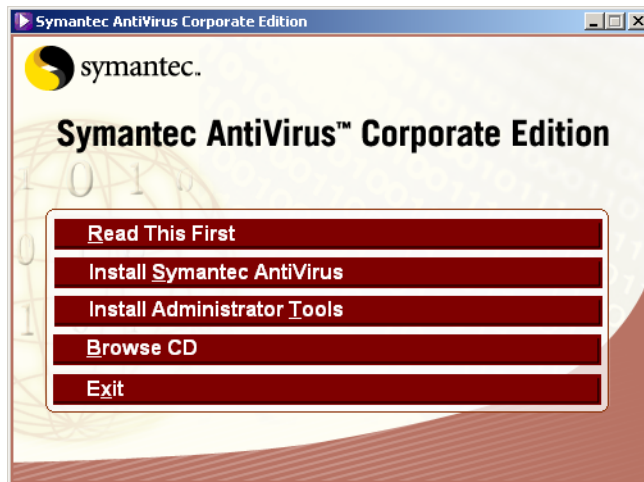 Symantec AntiVirus Corporate Edition
symantec.
Symantec AntiVirus™ Corporate Edition
Read This First
Install Symantec AntiVirus
Install Administrator Tools
Browse CD
Exit